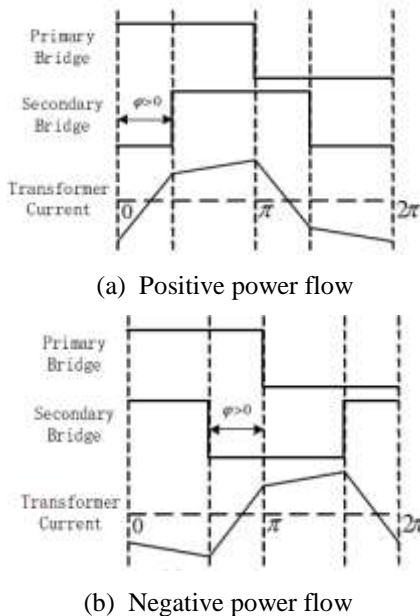 Primary
Bridge
Secondary
Bridge
φ>0
Transformer
Current
0
π
2π
(a) Positive power flow
Primary
Bridge
Secondary
Bridge
φ>0
Transformer
Current
0
π
2π
(b) Negative power flow